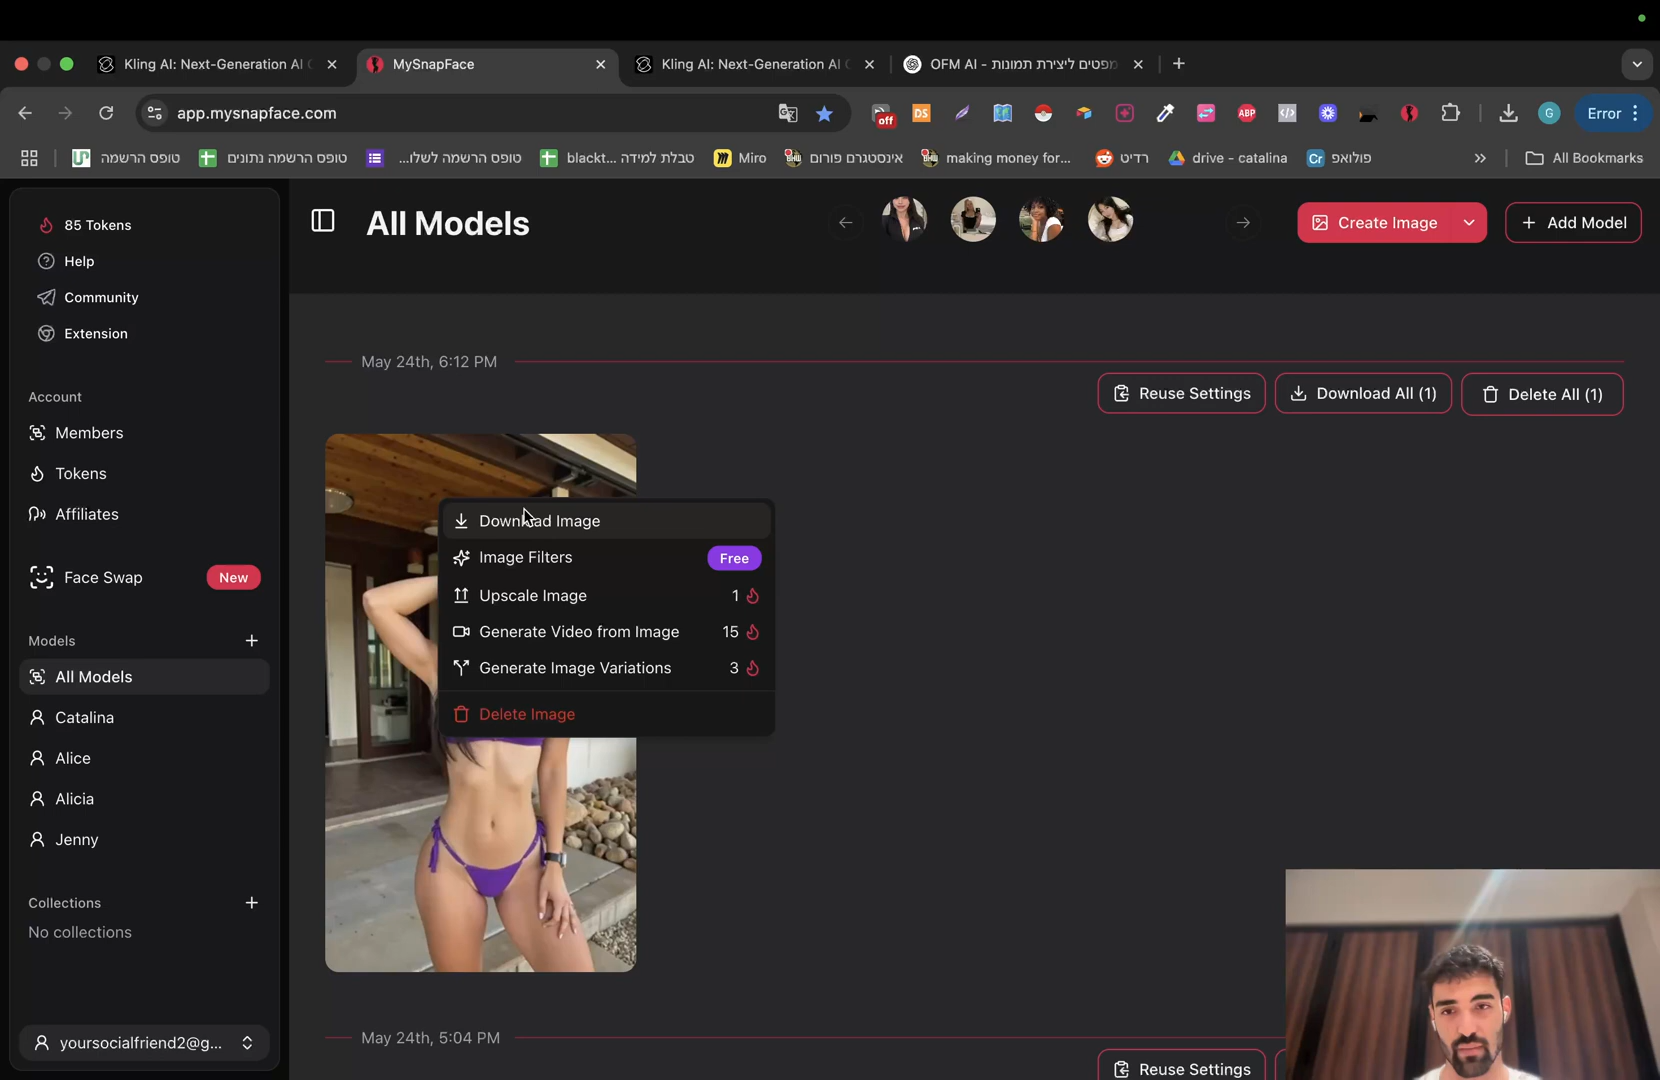 Kling AI: Next-Generation AI C
MySnapFace
Kling AI: Next-Generation AI C
OFM AI - מפטים ליצירת תמונות
app.mysnapface.com
off
DS
ABP
G
Error
טופס הרשמה
טופס הרשמה נתונים
טופס הרשמה לשלו...
טבלת למידה blackt...
Miro
אינסטגרם פורום
making money for...
רדיט
drive - catalina
Cr
פולואפ
All Bookmarks
85 Tokens
Help
Community
Extension
Account
Members
Tokens
Affiliates
Face Swap
New
Models
All Models
Catalina
Alice
Alicia
Jenny
Collections
No collections
yoursocialfriend2@g...
All Models
Create Image
Add Model
May 24th, 6:12 PM
Reuse Settings
Download All (1)
Delete All (1)
Download Image
Image Filters
Free
Upscale Image
1
Generate Video from Image
15
Generate Image Variations
3
Delete Image
May 24th, 5:04 PM
Reuse Settings